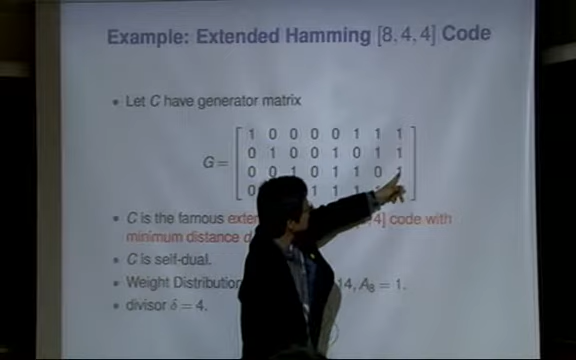 Example: Extended Hamming [8, 4, 4] Code
• Let C have generator matrix
1 0 0 0 0 1 1 1
0 1 0 0 1 0 1 1
G =
0 0 1 0 1 1 0
0 1 1 1
• C is the famous 4] code with
minimum distance
• C is self-dual.
• Weight Distribution 14, A₈ = 1.
• divisor δ = 4.